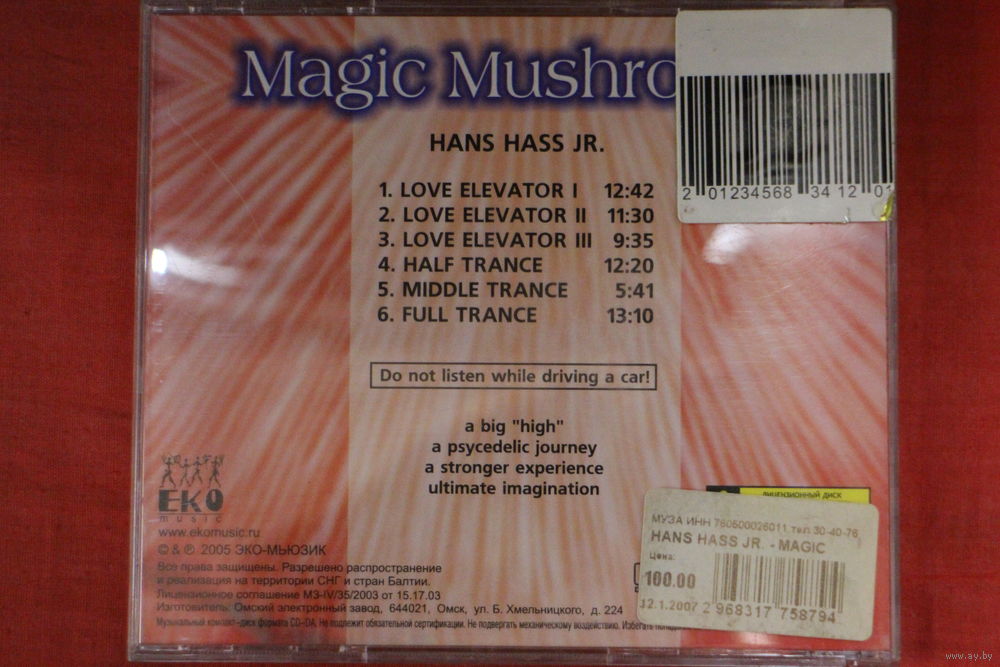 Magic Mushro
HANS HASS JR.
1. LOVE ELEVATOR I 12:42
2. LOVE ELEVATOR II 11:30
3. LOVE ELEVATOR III 9:35
4. HALF TRANCE 12:20
5. MIDDLE TRANCE 5:41
6. FULL TRANCE 13:10
Do not listen while driving a car!
a big "high"
a psycedelic journey
a stronger experience
ultimate imagination
2 01234568 34 12 01
EKO
music
www.ekomusic.ru
© & ℗ 2005 ЭКО-МЬЮЗИК
Все права защищены. Разрешено распространение
и реализация на территории СНГ и стран Балтии.
Лицензионное соглашение МЗ-IV/35/2003 от 15.17.03
Изготовитель: Омский электронный завод, 644021, Омск, ул. Б. Хмельницкого, д. 224
Музыкальный компакт-диск формата CD-DA. Не подлежит обязательной сертификации. Не подвергать механическому воздействию. Избегать
ЛИЦЕНЗИОННЫЙ ДИСК
МУЗА ИНН 760500026011, тел 30-40-76
HANS HASS JR. - MAGIC
Цена:
100.00
12.1.2007 2 968317 758794
www.ay.by